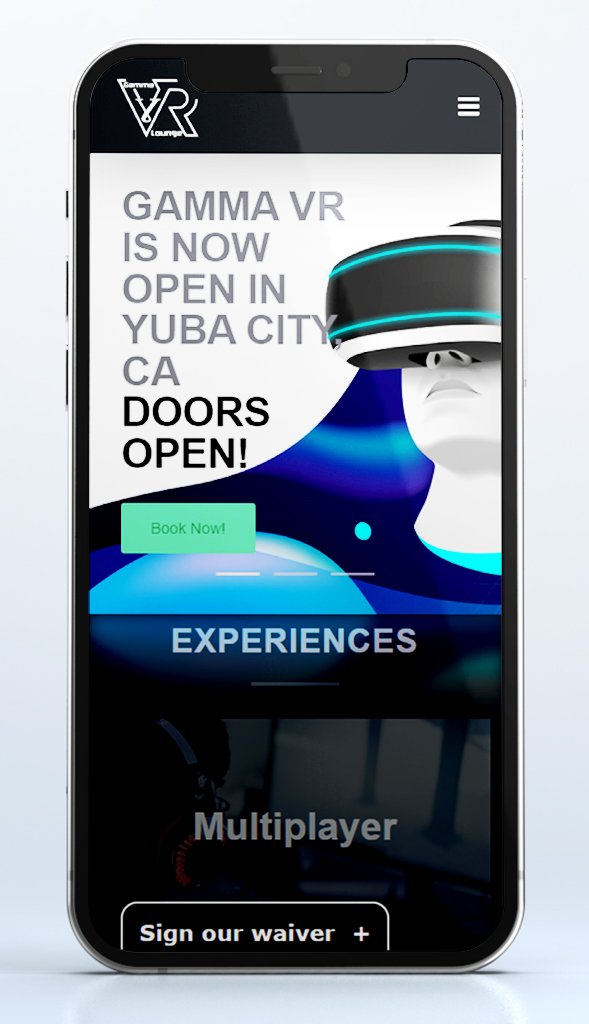 Gamma
VR
Lounge
GAMMA VR
IS NOW
OPEN IN
YUBA CITY,
CA
DOORS
OPEN!
Book Now!
EXPERIENCES
Multiplayer
Sign our waiver +